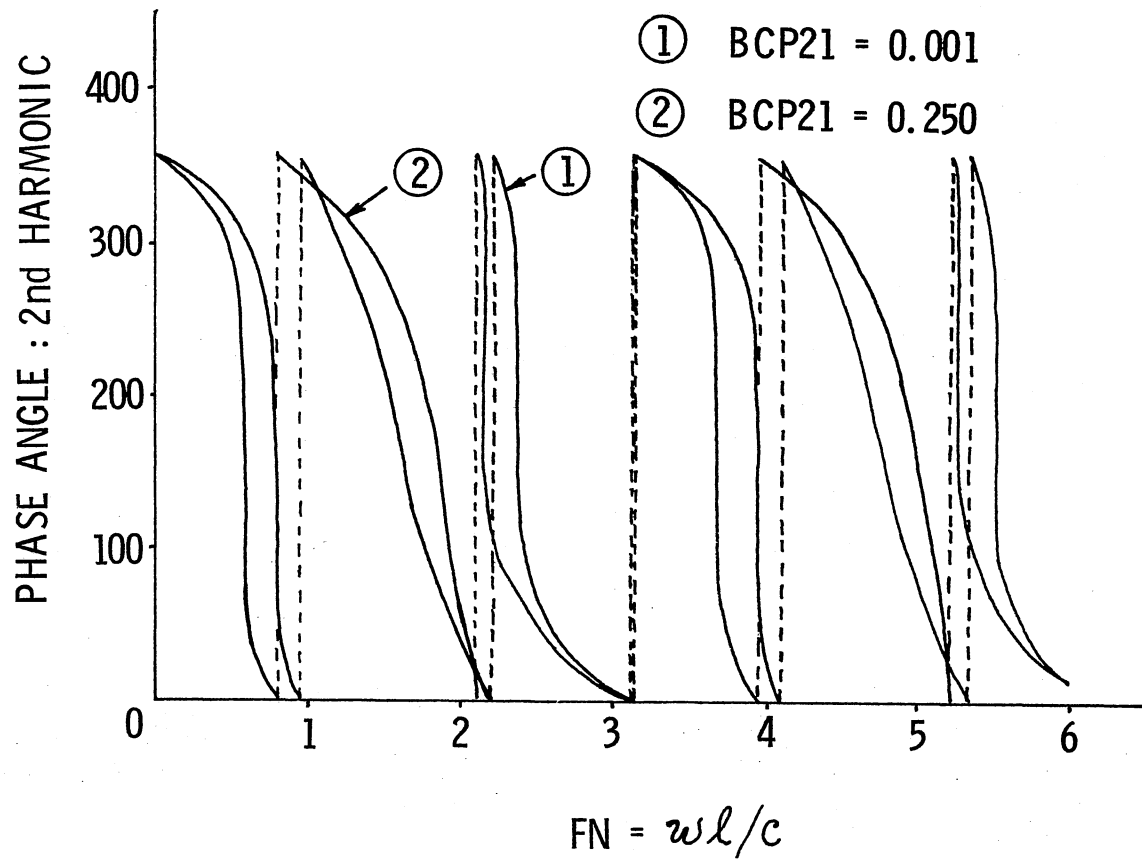 ① BCP21 = 0.001
② BCP21 = 0.250
PHASE ANGLE : 2nd HARMONIC
400
300
200
100
0
② ①
1 2 3 4 5 6
FN = wl/c